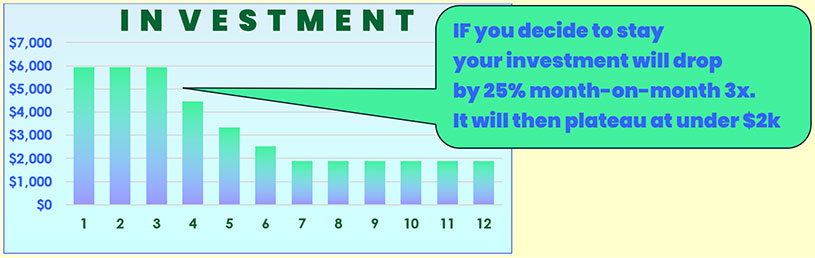 INVESTMENT
$7,000
$6,000
$5,000
$4,000
$3,000
$2,000
$1,000
$0
1 2 3 4 5 6 7 8 9 10 11 12
IF you decide to stay
your investment will drop
by 25% month-on-month 3x.
It will then plateau at under $2k